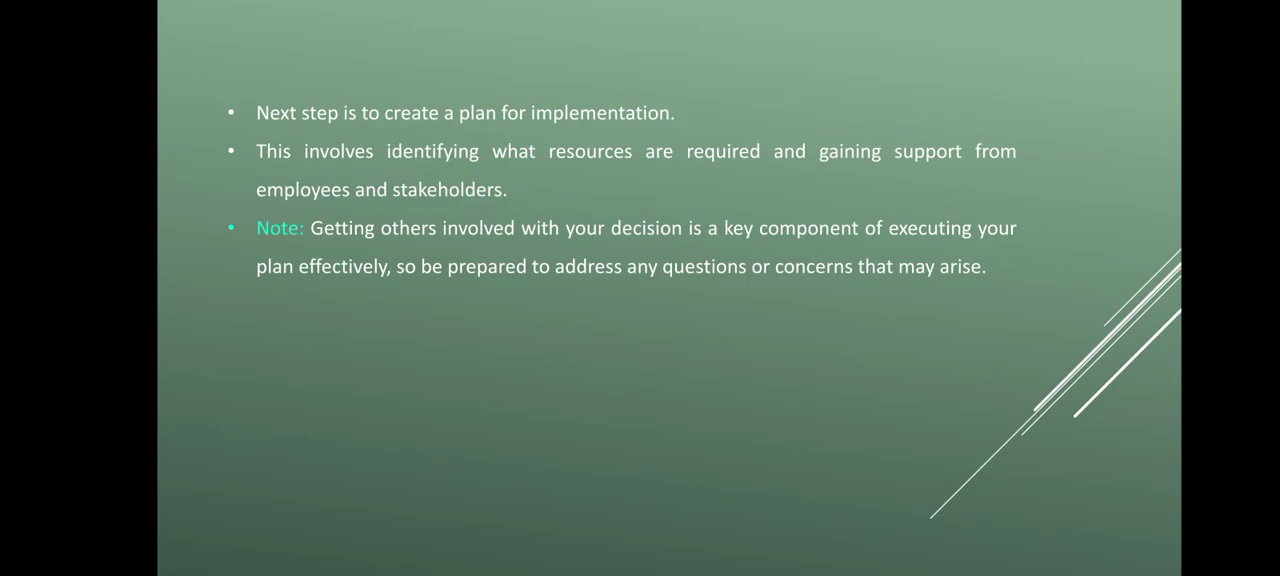 • Next step is to create a plan for implementation.
• This involves identifying what resources are required and gaining support from
employees and stakeholders.
• Note: Getting others involved with your decision is a key component of executing your
plan effectively, so be prepared to address any questions or concerns that may arise.